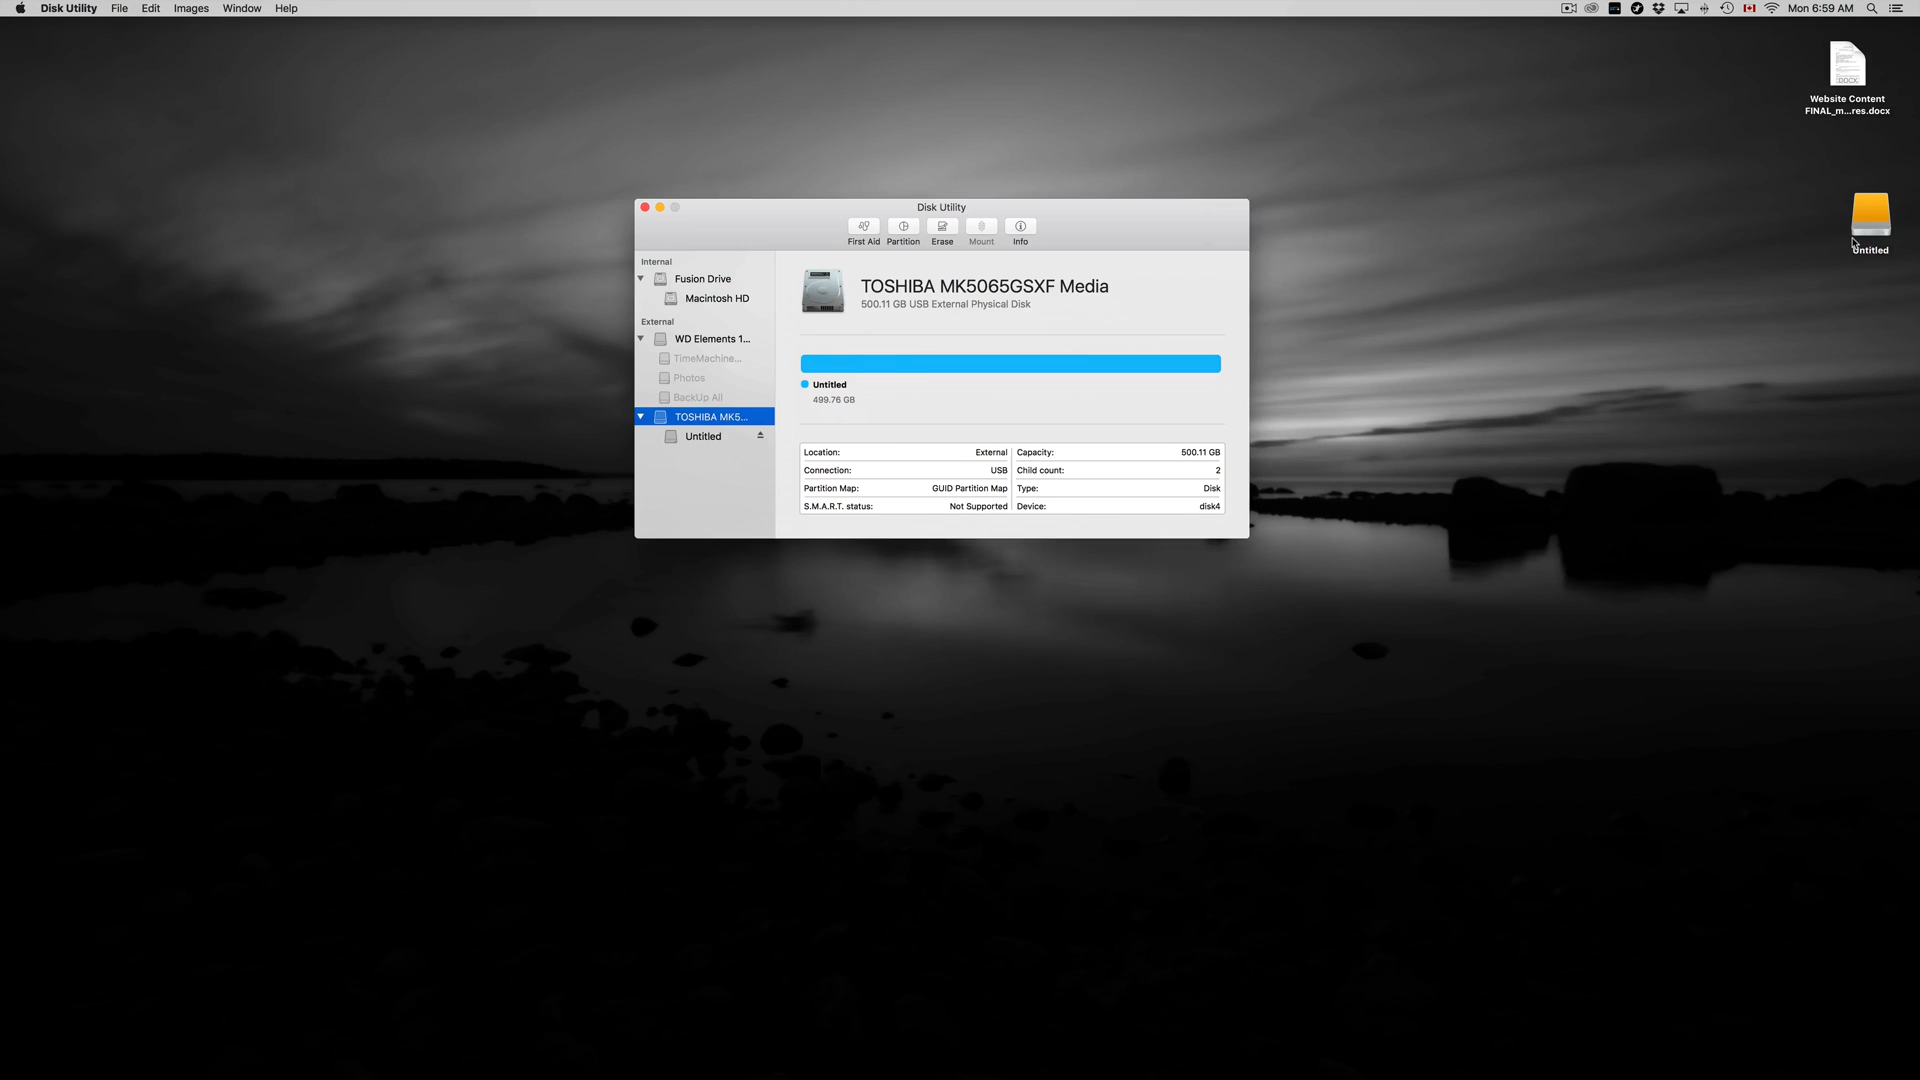 Disk Utility File Edit Images Window Help Mon 6:59 AM
DOCX
Website Content
FINAL_m...res.docx
Untitled
Disk Utility
First Aid Partition Erase Mount Info
Internal
Fusion Drive
Macintosh HD
External
WD Elements 1...
TimeMachine...
Photos
BackUp All
TOSHIBA MK5...
Untitled
TOSHIBA MK5065GSXF Media
500.11 GB USB External Physical Disk
Untitled
499.76 GB
Location: External Capacity: 500.11 GB
Connection: USB Child count: 2
Partition Map: GUID Partition Map Type: Disk
S.M.A.R.T. status: Not Supported Device: disk4